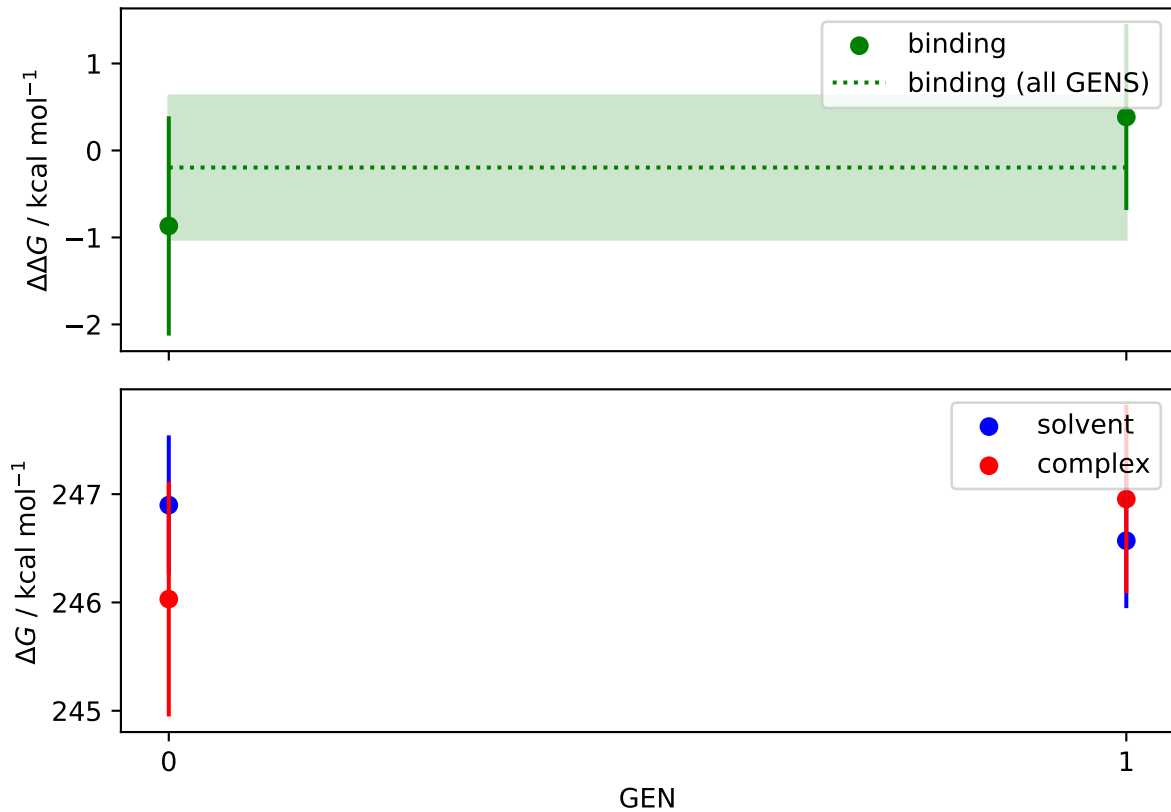 binding
binding (all GENS)
ΔΔG / kcal mol⁻¹
1
0
−1
−2
solvent
complex
ΔG / kcal mol⁻¹
247
246
245
0
1
GEN